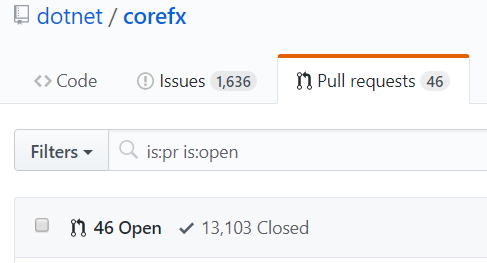 dotnet / corefx
Code Issues 1,636 Pull requests 46
Filters is:pr is:open
46 Open 13,103 Closed